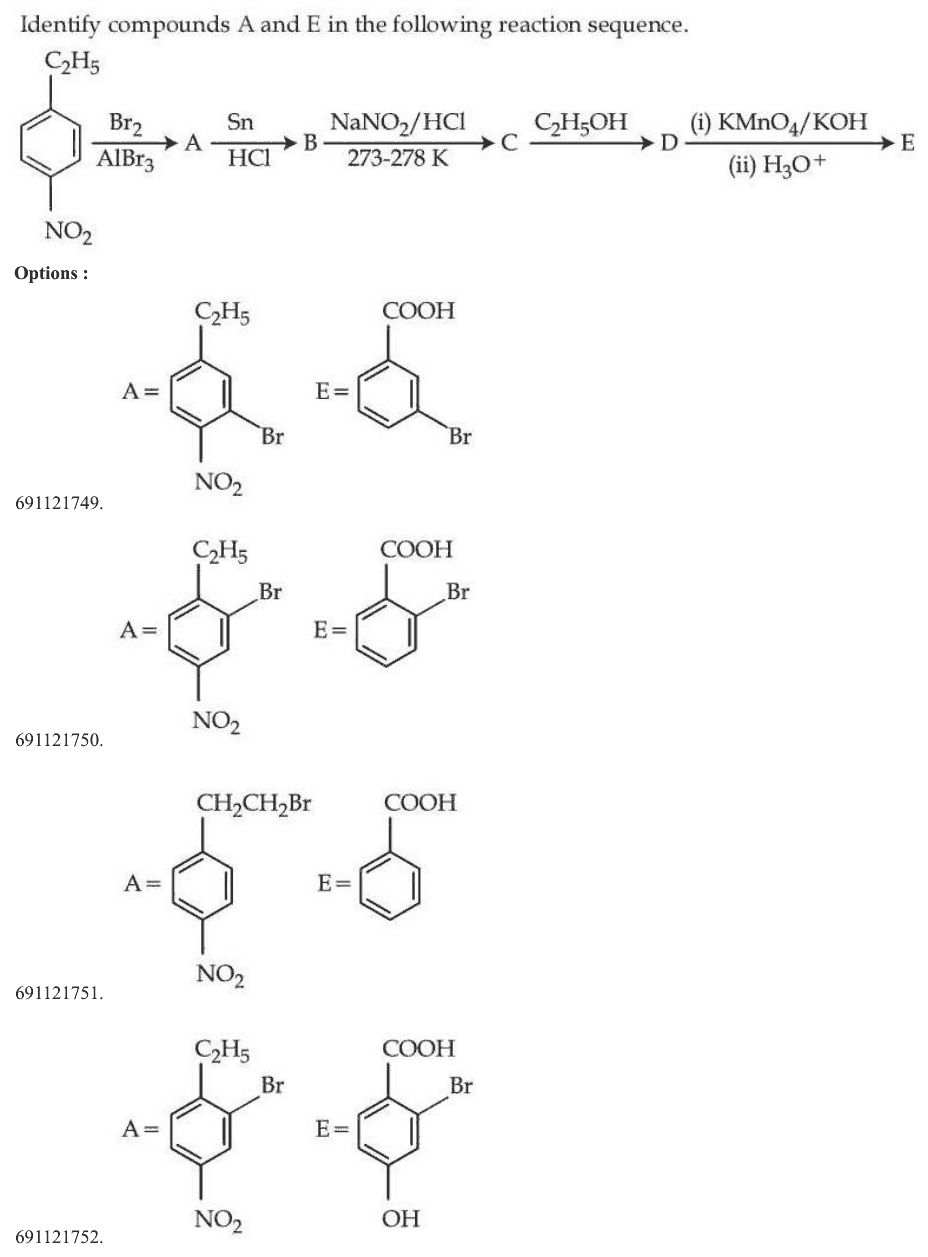 Identify compounds A and E in the following reaction sequence.
C₂H₅
Br₂ Sn NaNO₂/HCl C₂H₅OH (i) KMnO₄/KOH
A B C D E
AlBr₃ HCl 273-278 K (ii) H₃O⁺
NO₂
Options :
C₂H₅ COOH
A = E =
Br Br
NO₂
691121749.
C₂H₅ COOH
Br Br
A = E =
NO₂
691121750.
CH₂CH₂Br COOH
A = E =
NO₂
691121751.
C₂H₅ COOH
Br Br
A = E =
NO₂ OH
691121752.